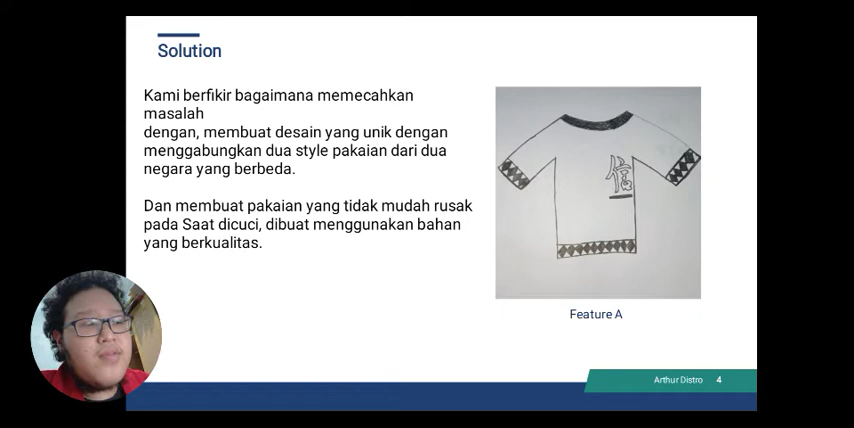 Solution
Kami berfikir bagaimana memecahkan
masalah
dengan, membuat desain yang unik dengan
menggabungkan dua style pakaian dari dua
negara yang berbeda.
Dan membuat pakaian yang tidak mudah rusak
pada Saat dicuci, dibuat menggunakan bahan
yang berkualitas.
信
Feature A
Arthur Distro 4